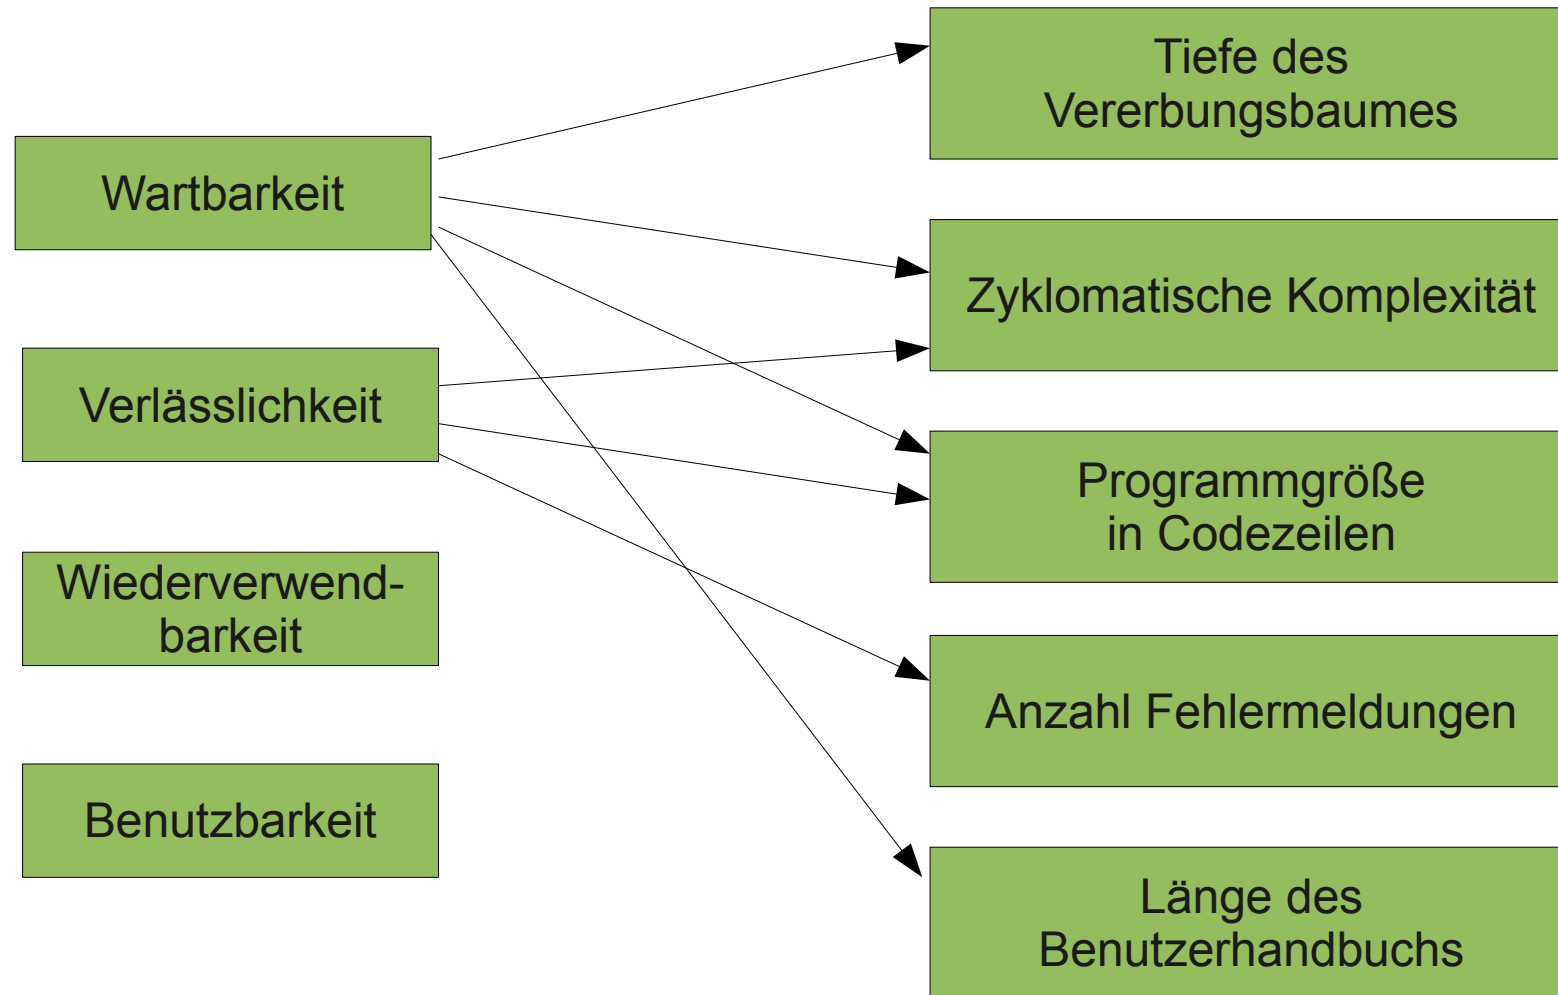 Wartbarkeit
Verlässlichkeit
Wiederverwend-
barkeit
Benutzbarkeit
Tiefe des
Vererbungsbaumes
Zyklomatische Komplexität
Programmgröße
in Codezeilen
Anzahl Fehlermeldungen
Länge des
Benutzerhandbuchs